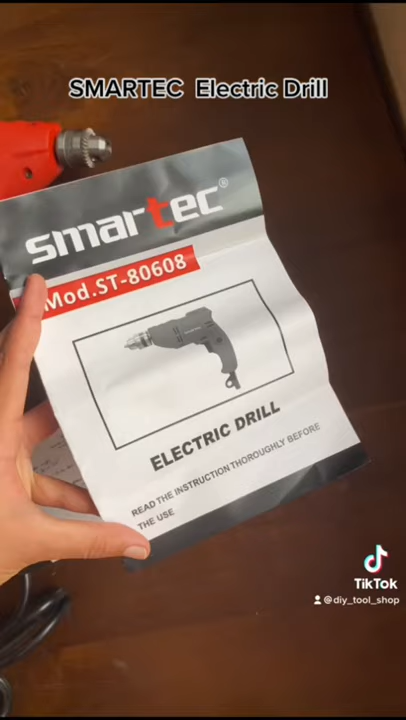 SMARTEC Electric Drill
smartec®
Mod.ST-80608
ELECTRIC DRILL
READ THE INSTRUCTION THOROUGHLY BEFORE
THE USE
TikTok
@diy_tool_shop